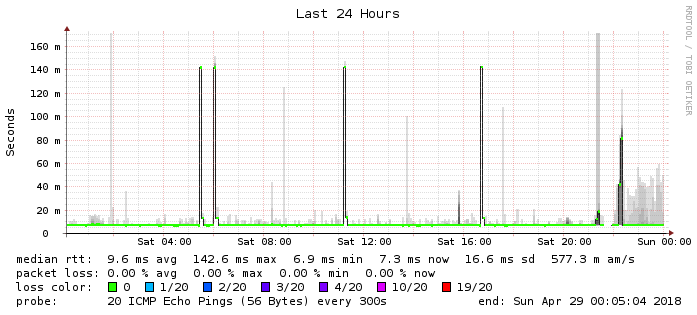 Last 24 Hours
RRDTOOL / TOBI OETIKER
Seconds
160 m
140 m
120 m
100 m
80 m
60 m
40 m
20 m
0
Sat 04:00 Sat 08:00 Sat 12:00 Sat 16:00 Sat 20:00 Sun 00:00
median rtt: 9.6 ms avg 142.6 ms max 6.9 ms min 7.3 ms now 16.6 ms sd 577.3 m am/s
packet loss: 0.00 % avg 0.00 % max 0.00 % min 0.00 % now
loss color: 0 1/20 2/20 3/20 4/20 10/20 19/20
probe: 20 ICMP Echo Pings (56 Bytes) every 300s end: Sun Apr 29 00:05:04 2018